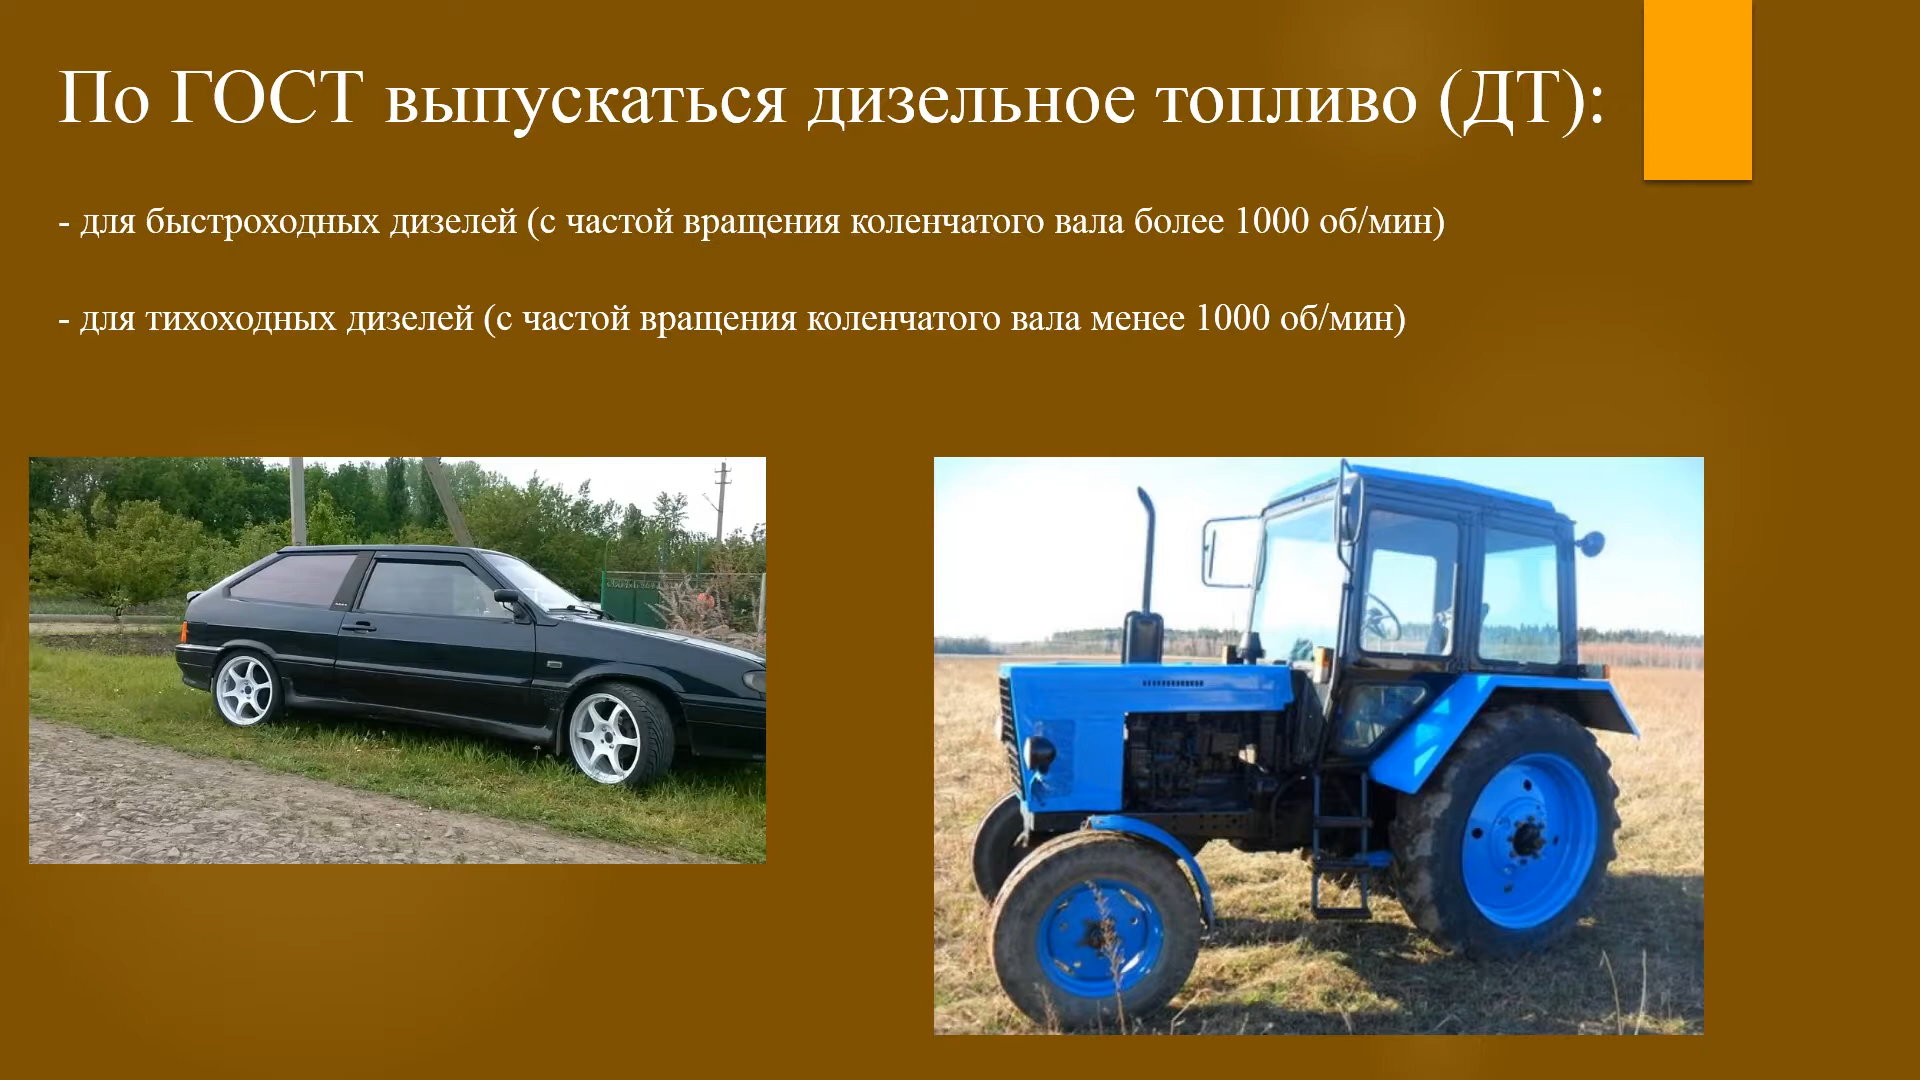 По ГОСТ выпускаться дизельное топливо (ДТ):
- для быстроходных дизелей (с частой вращения коленчатого вала более 1000 об/мин)
- для тихоходных дизелей (с частой вращения коленчатого вала менее 1000 об/мин)